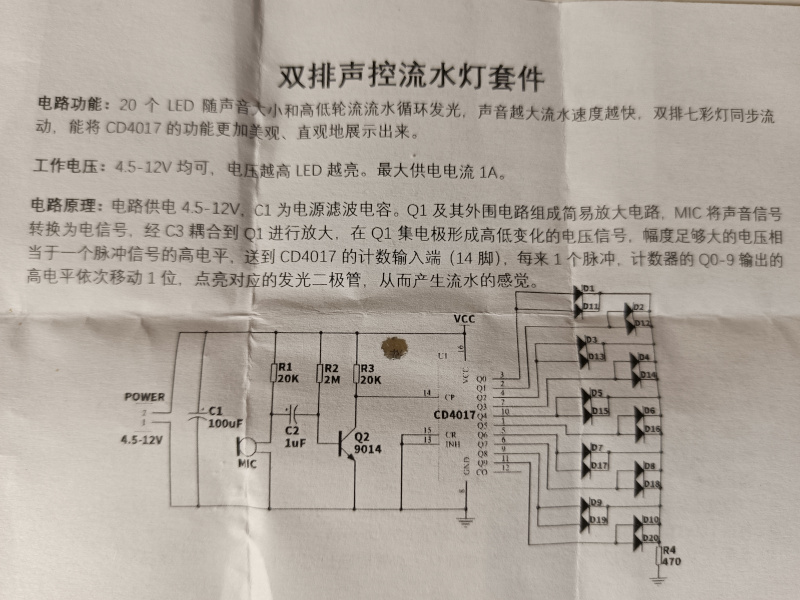 双排声控流水灯套件
电路功能：20 个 LED 随声音大小和高低轮流流水循环发光，声音越大流水速度越快，双排七彩灯同步流
动，能将 CD4017 的功能更加美观、直观地展示出来。
工作电压：4.5-12V 均可，电压越高 LED 越亮。最大供电电流 1A。
电路原理：电路供电 4.5-12V，C1 为电源滤波电容。Q1 及其外围电路组成简易放大电路，MIC 将声音信号
转换为电信号，经 C3 耦合到 Q1 进行放大，在 Q1 集电极形成高低变化的电压信号，幅度足够大的电压相
当于一个脉冲信号的高电平，送到 CD4017 的计数输入端（14 脚），每来 1 个脉冲，计数器的 Q0-9 输出的
高电平依次移动 1 位，点亮对应的发光二极管，从而产生流水的感觉。
D1
D11
D2
D12
VCC
D3
D13
U1
16
VCC
D4
D14
R1
20K
R2
2M
R3
20K
Q0 3
Q1 2
Q2 4
Q3 7
Q4 10
Q5 1
Q6 5
Q7 6
Q8 9
Q9 11
CO 12
14 CP
CD4017
15 CR
13 INH
GND
8
POWER
1
2
4.5-12V
C1
100uF
C2
1uF
MIC
Q2
9014
D5
D15
D6
D16
D7
D17
D8
D18
D9
D19
D10
D20
R4
470